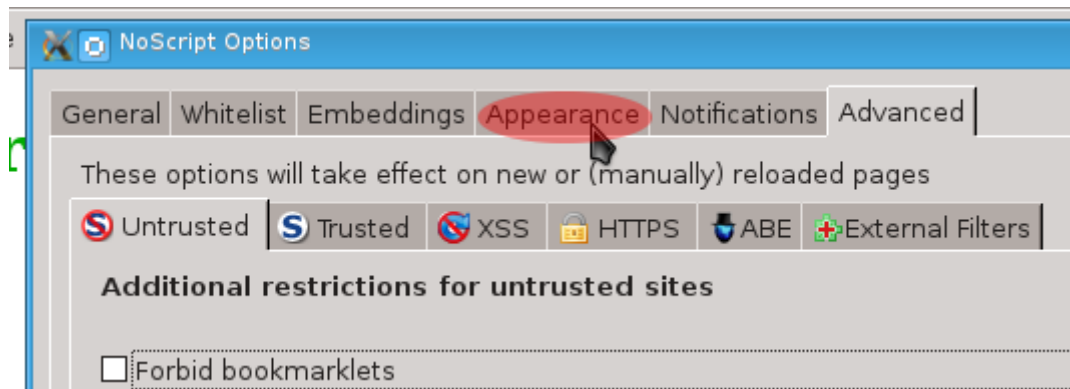 NoScript Options
General Whitelist Embeddings Appearance Notifications Advanced
These options will take effect on new or (manually) reloaded pages
Untrusted Trusted XSS HTTPS ABE External Filters
Additional restrictions for untrusted sites
Forbid bookmarklets